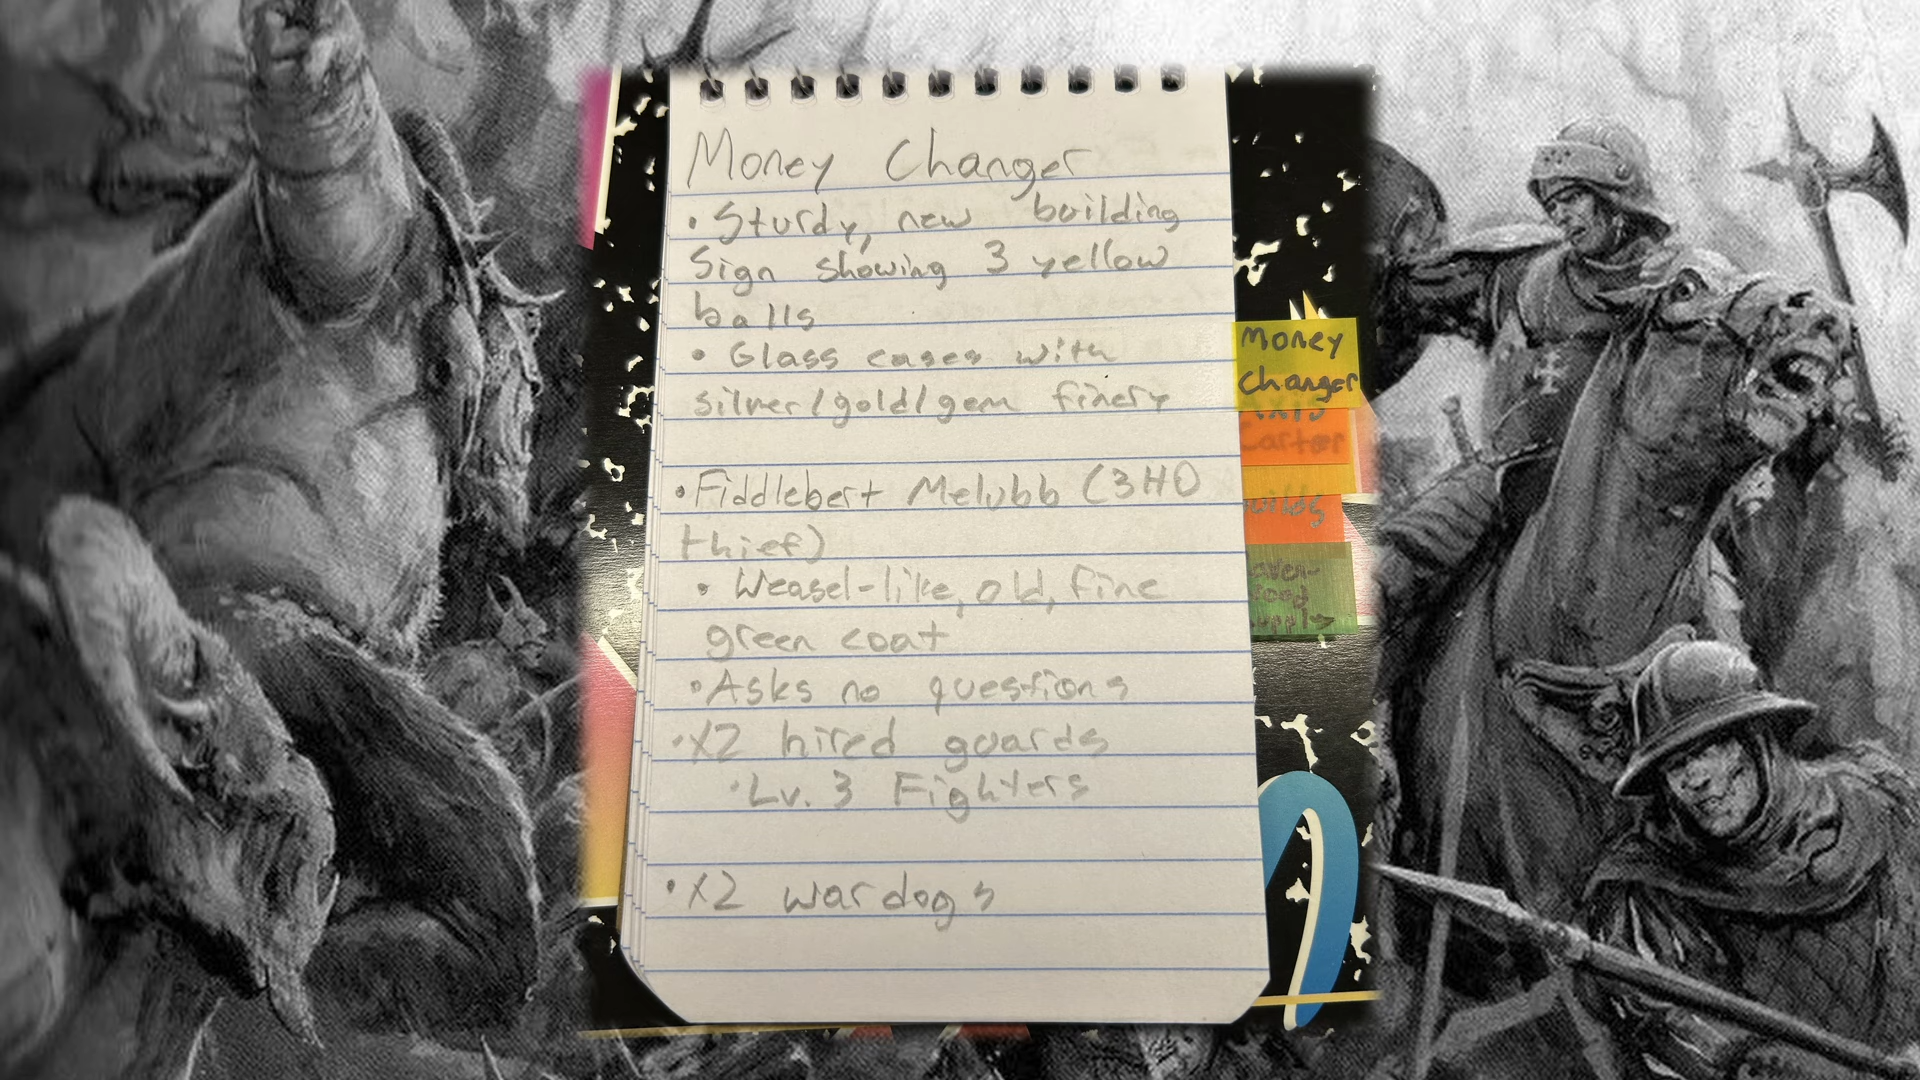 Money Changer
• Sturdy, new building
Sign showing 3 yellow
balls
• Glass cases with
silver/gold/gem finery
• Fiddlebert Melubb (3HD
thief)
• Weasel-like, old, fine
green coat
• Asks no questions
• X2 hired guards
• Lv. 3 Fighters
• X2 war dogs
Money
Changer
Carter